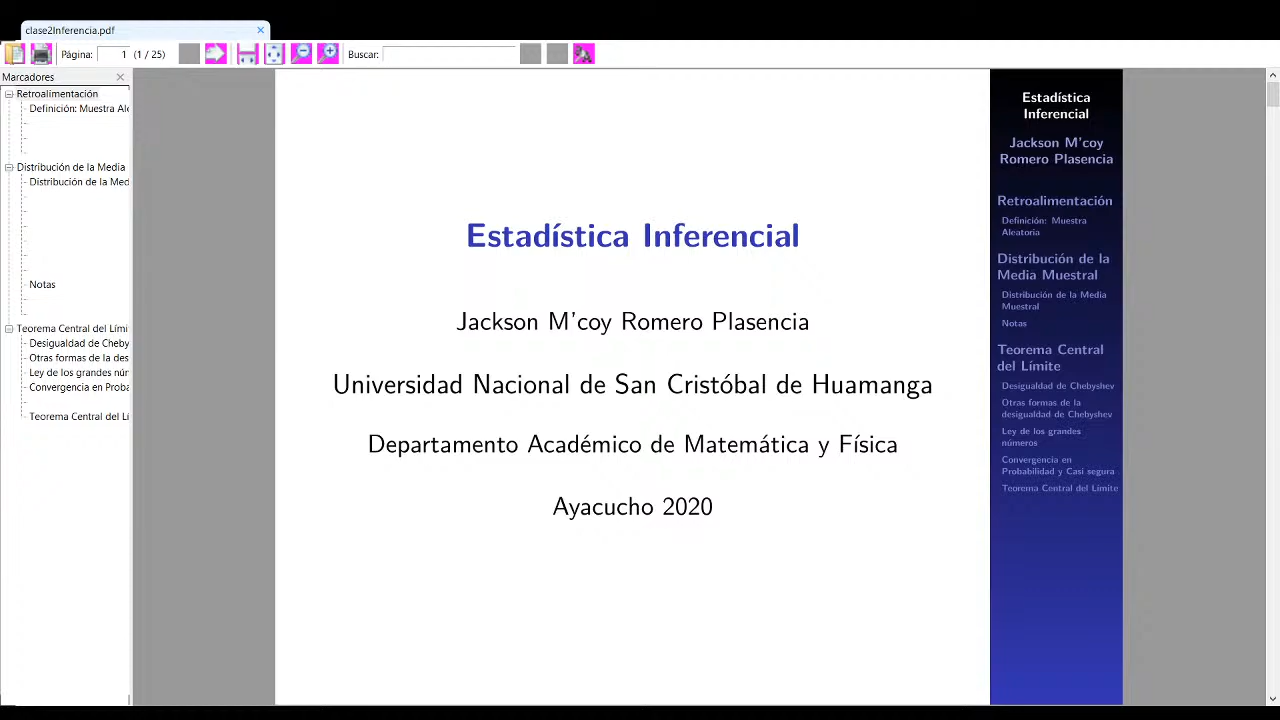 clase2Inferencia.pdf
Página: 1 (1 / 25)
Buscar:
Marcadores
Retroalimentación
Definición: Muestra Ale
Distribución de la Media
Distribución de la Med
Notas
Teorema Central del Lími
Desigualdad de Cheby
Otras formas de la des
Ley de los grandes núr
Convergencia en Proba
Teorema Central del Lí
Estadística Inferencial
Jackson M'coy Romero Plasencia
Universidad Nacional de San Cristóbal de Huamanga
Departamento Académico de Matemática y Física
Ayacucho 2020
Estadística
Inferencial
Jackson M'coy
Romero Plasencia
Retroalimentación
Definición: Muestra
Aleatoria
Distribución de la
Media Muestral
Distribución de la Media
Muestral
Notas
Teorema Central
del Límite
Desigualdad de Chebyshev
Otras formas de la
desigualdad de Chebyshev
Ley de los grandes
números
Convergencia en
Probabilidad y Casi segura
Teorema Central del Límite